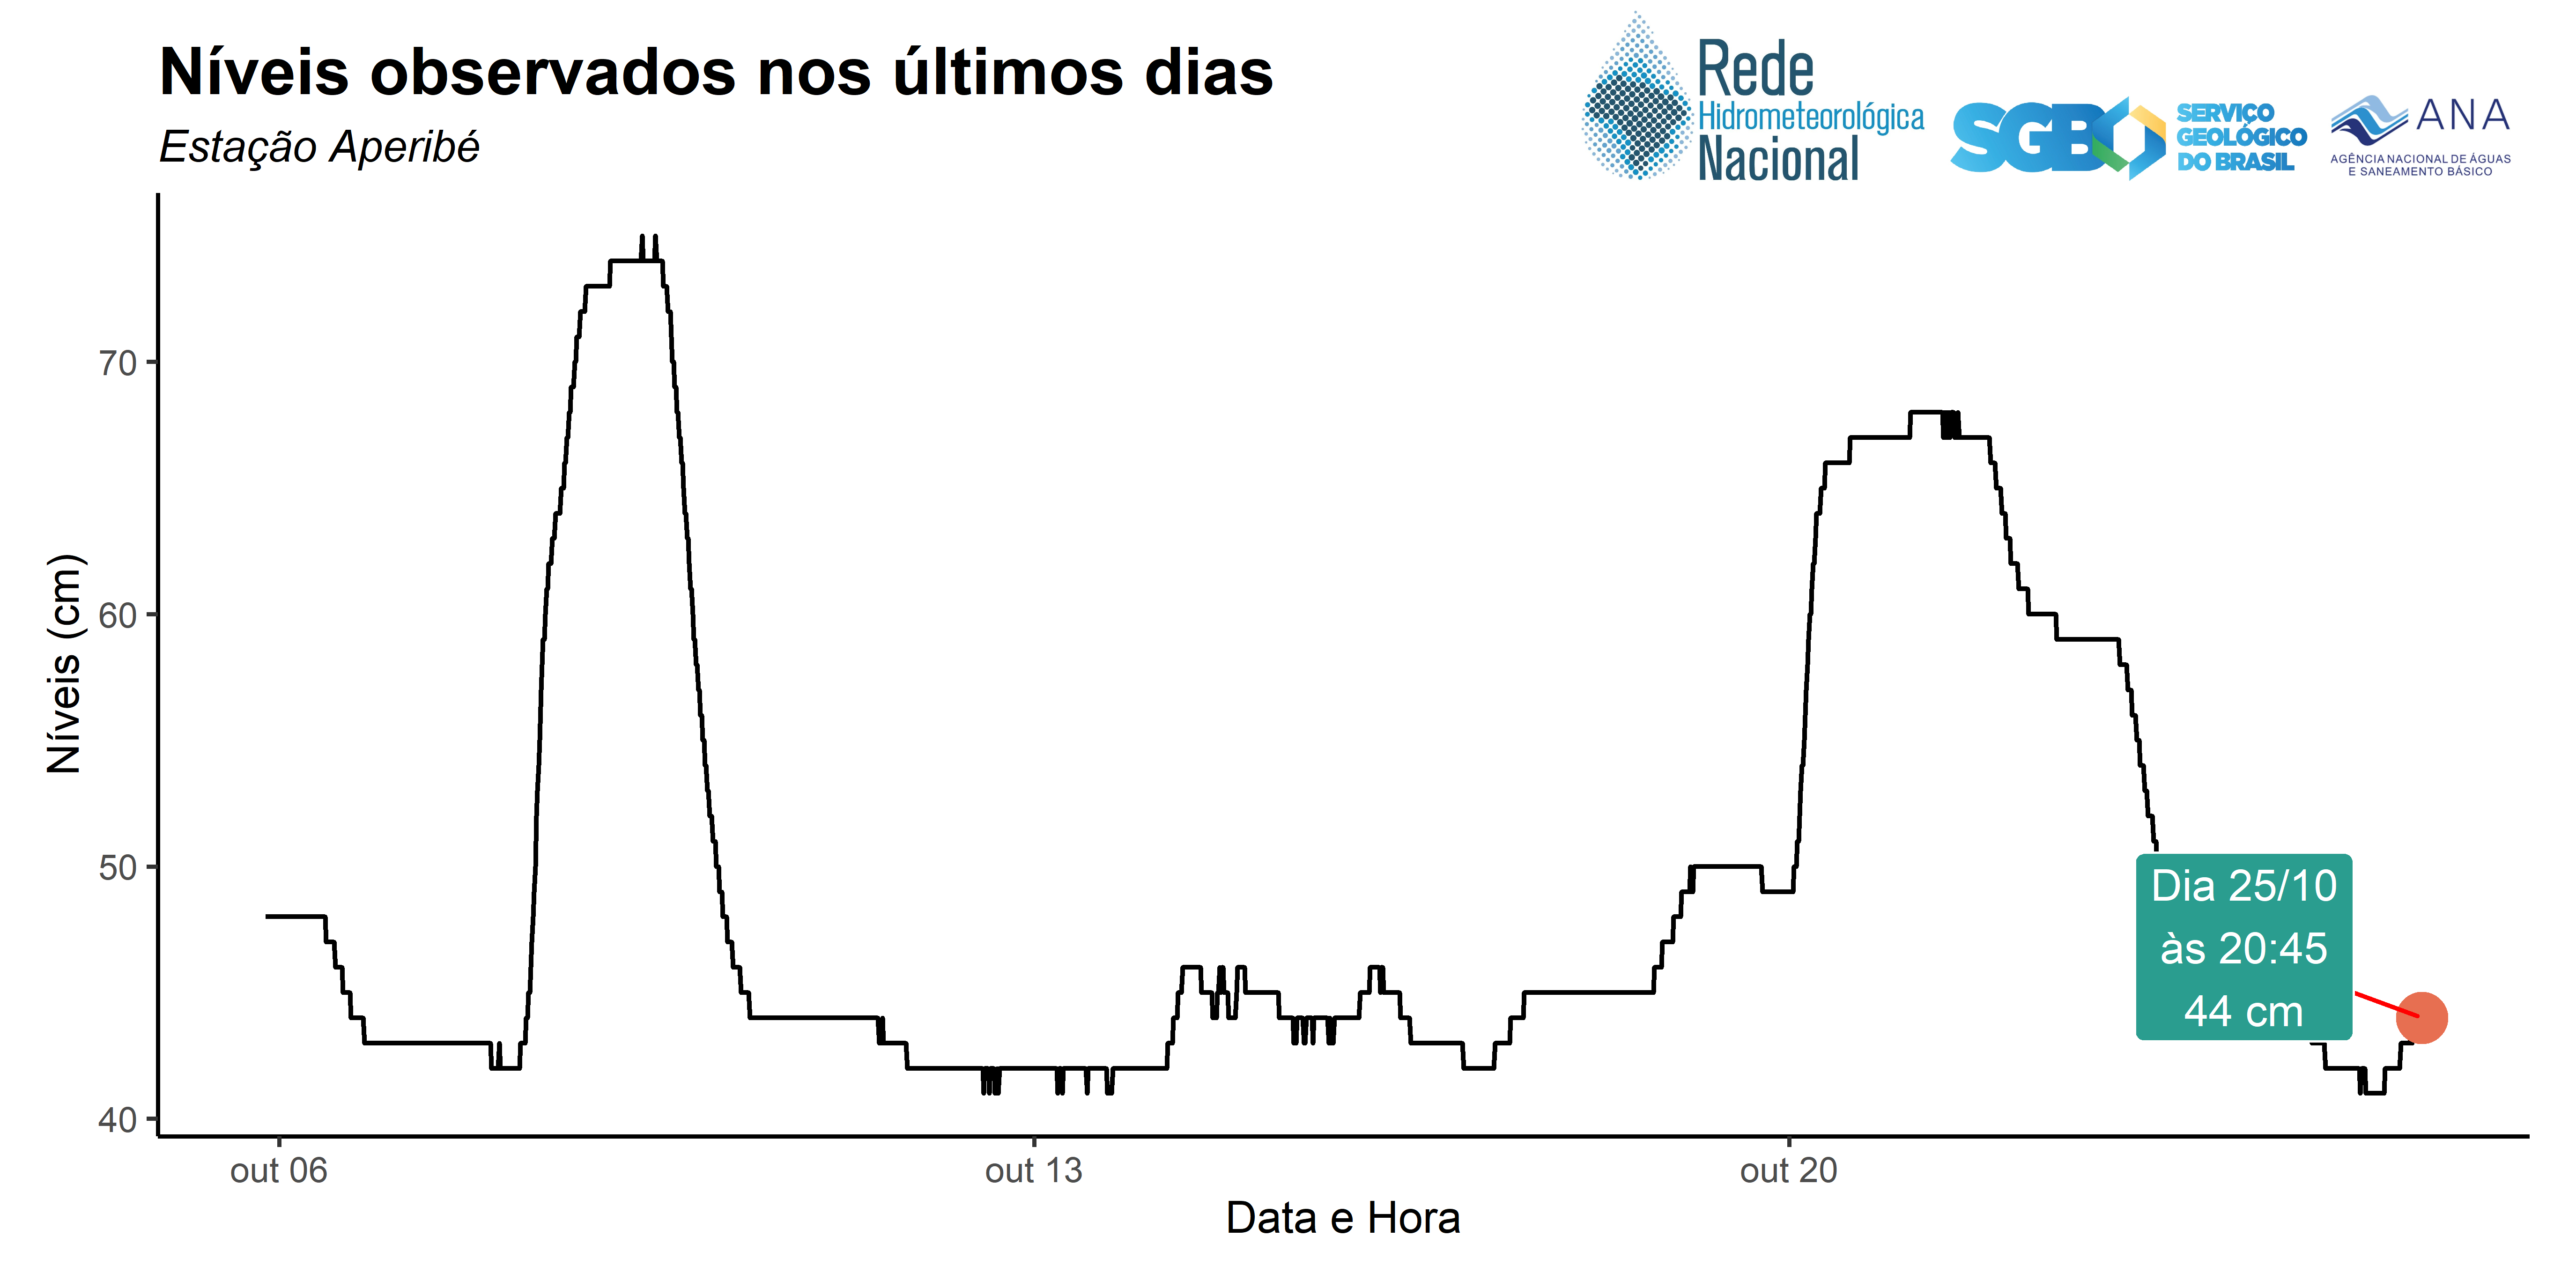 Níveis observados nos últimos dias
Estação Aperibé
Rede
Hidrometeorológica
Nacional
SGB
SERVIÇO
GEOLÓGICO
DO BRASIL
ANA
AGÊNCIA NACIONAL DE ÁGUAS
E SANEAMENTO BÁSICO
Níveis (cm)
70
60
50
40
Dia 25/10
às 20:45
44 cm
out 06
out 13
out 20
Data e Hora